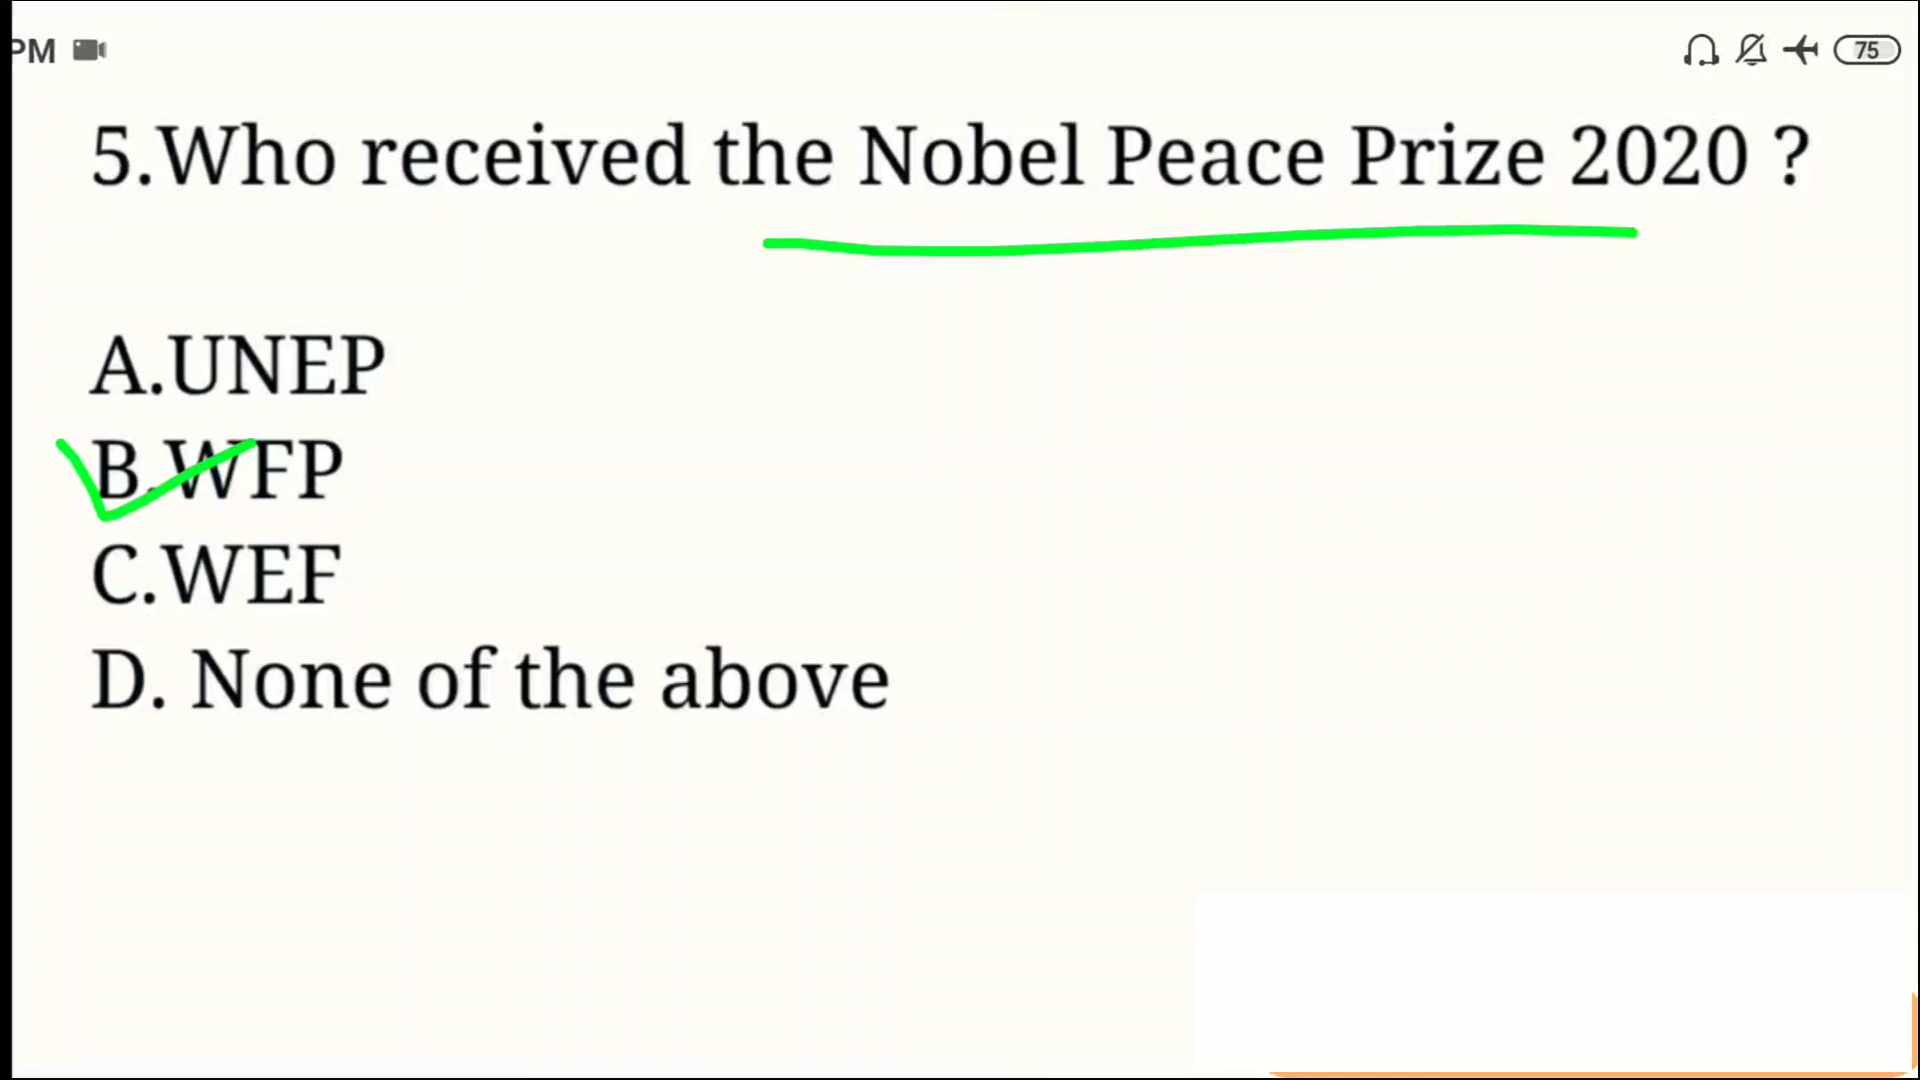 PM
75
5.Who received the Nobel Peace Prize 2020 ?
A.UNEP
B.WFP
C.WEF
D. None of the above